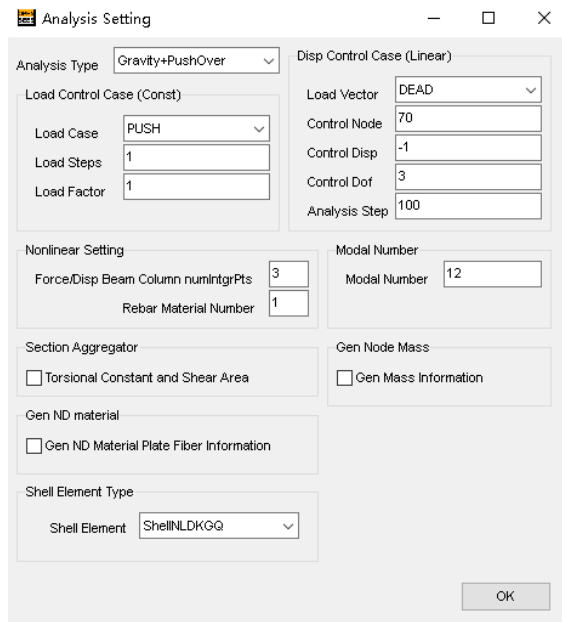 Analysis Setting
Analysis Type Gravity+PushOver
Load Control Case (Const)
Load Case PUSH
Load Steps 1
Load Factor 1
Disp Control Case (Linear)
Load Vector DEAD
Control Node 70
Control Disp -1
Control Dof 3
Analysis Step 100
Nonlinear Setting
Force/Disp Beam Column numIntgrPts 3
Rebar Material Number 1
Modal Number
Modal Number 12
Section Aggregator
Torsional Constant and Shear Area
Gen Node Mass
Gen Mass Information
Gen ND material
Gen ND Material Plate Fiber Information
Shell Element Type
Shell Element ShellNLDKGQ
OK